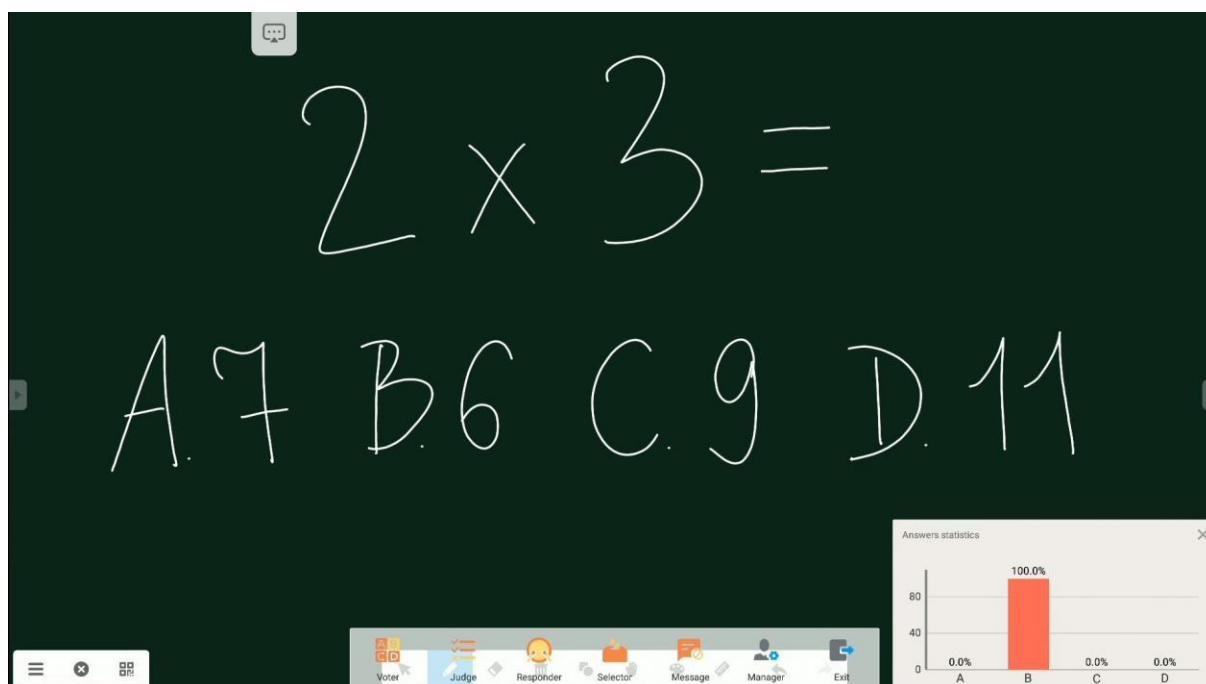 2 x 3 =
A. 7 B. 6 C. 9 D. 11
Answers statistics
100.0%
80
40
0
0.0% 0.0% 0.0%
A B C D
Voter Judge Responder Selector Message Manager Exit